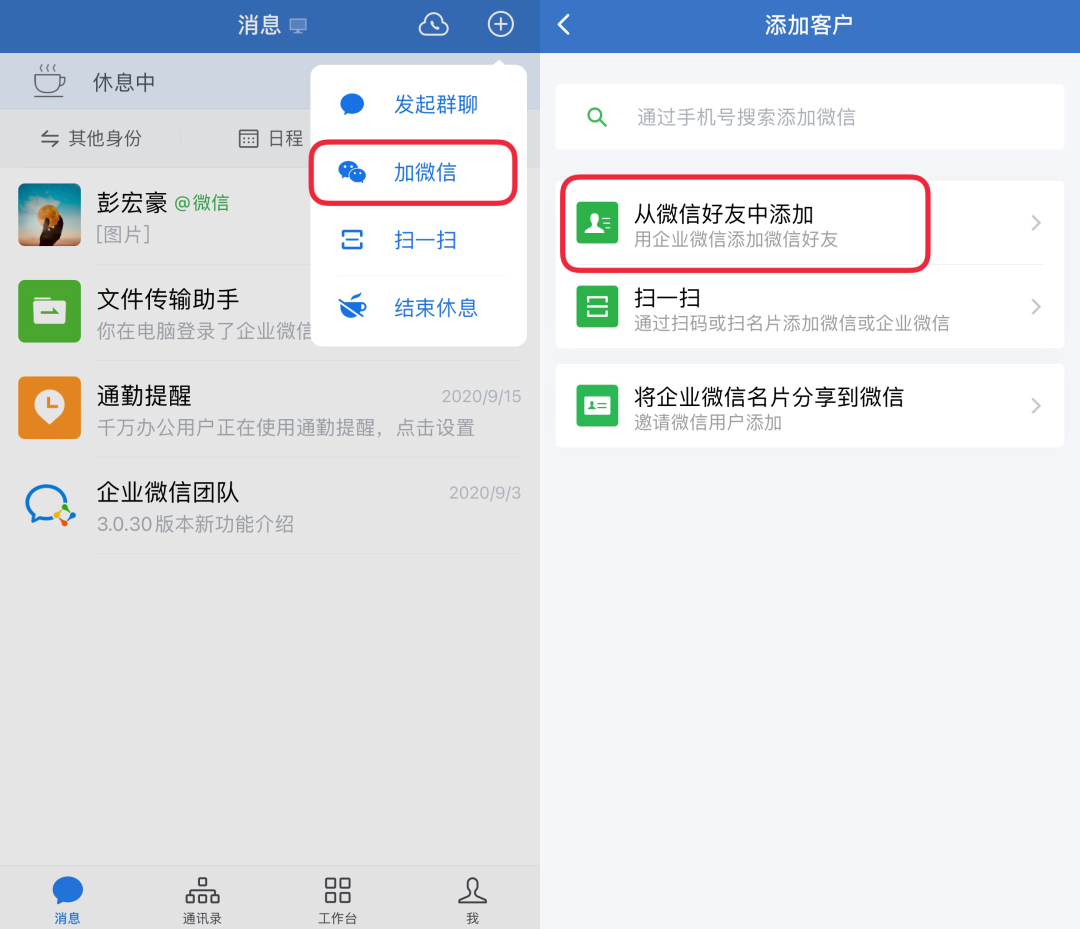 消息
休息中
其他身份
日程
彭宏豪 @微信
[图片]
文件传输助手
你在电脑登录了企业微信
通勤提醒
2020/9/15
千万办公用户正在使用通勤提醒，点击设置
企业微信团队
2020/9/3
3.0.30版本新功能介绍
发起群聊
加微信
扫一扫
结束休息
消息
通讯录
工作台
我
添加客户
通过手机号搜索添加微信
从微信好友中添加
用企业微信添加微信好友
扫一扫
通过扫码或扫名片添加微信或企业微信
将企业微信名片分享到微信
邀请微信用户添加